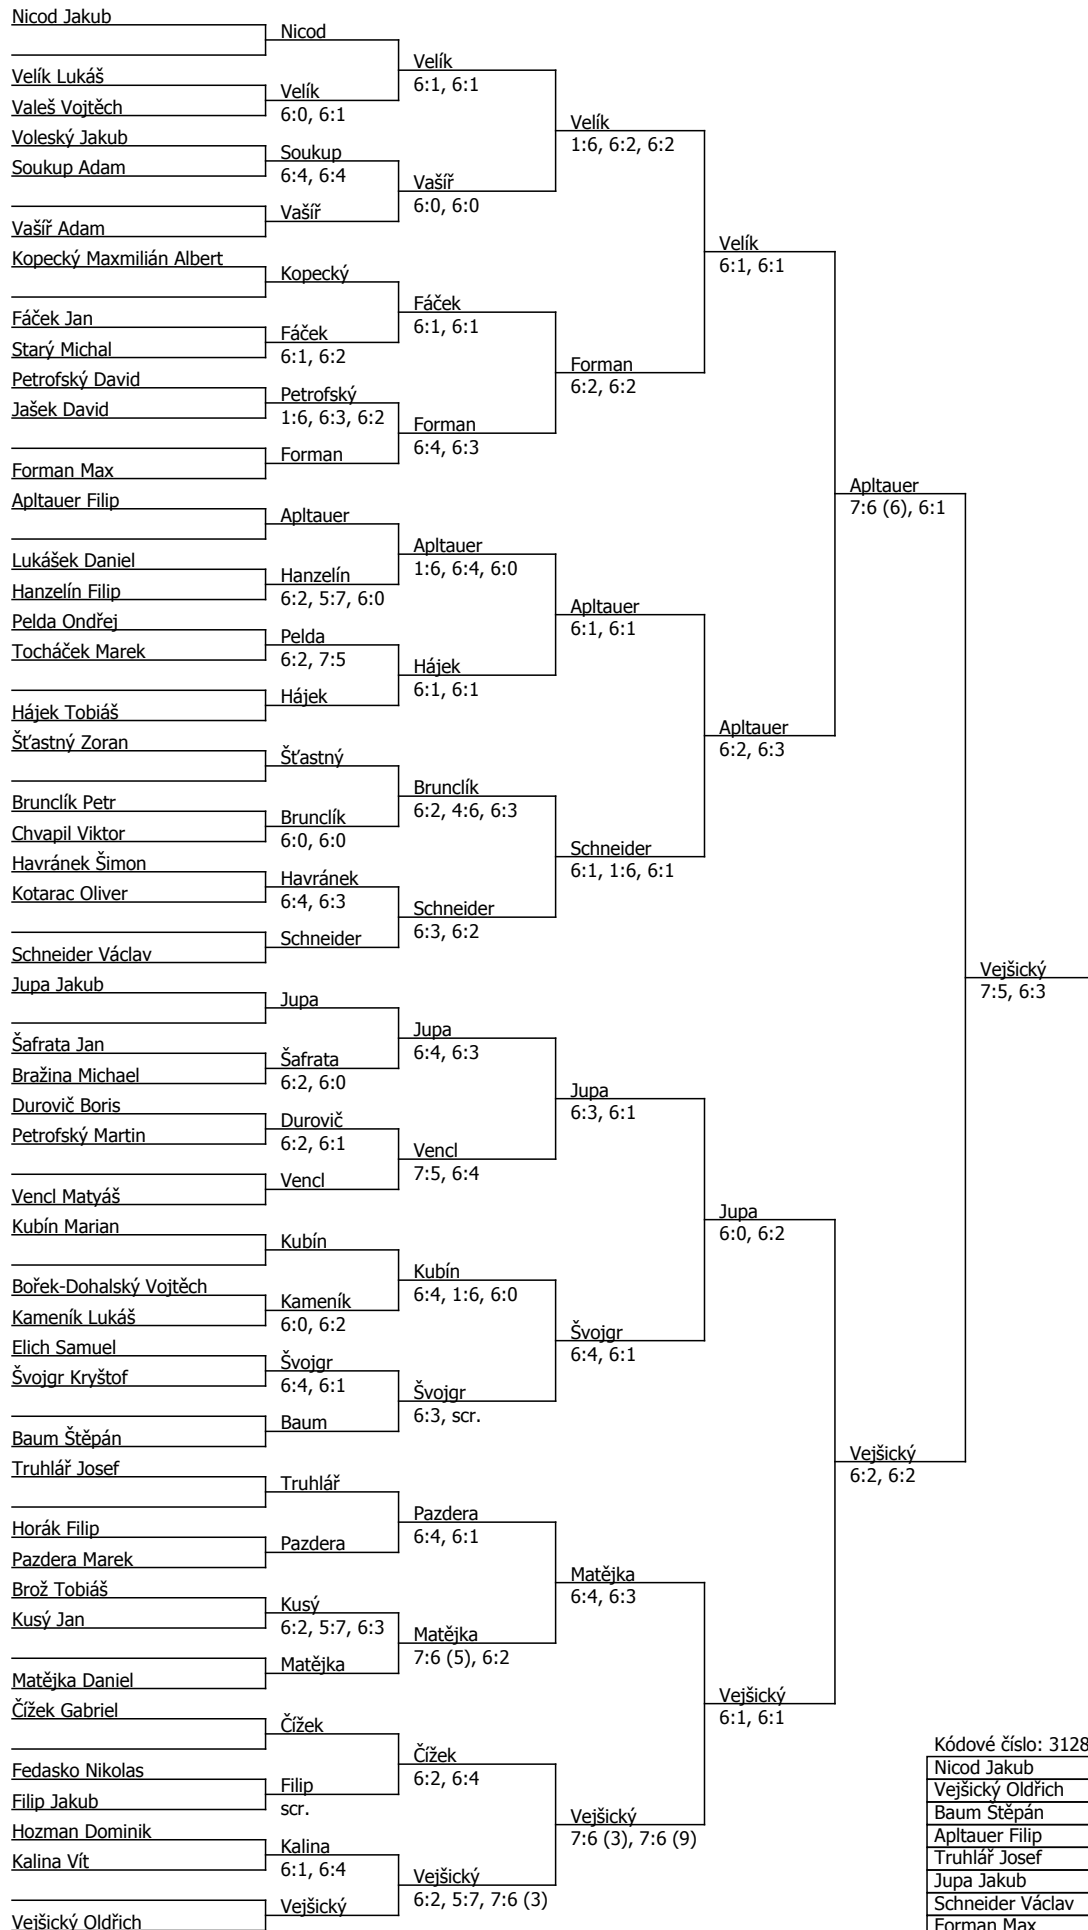 Nicod Jakub
Velík Lukáš
Valeš Vojtěch
Voleský Jakub
Soukup Adam
Vašíř Adam
Kopecký Maxmilián Albert
Fáček Jan
Starý Michal
Petrofský David
Jašek David
Forman Max
Apltauer Filip
Lukášek Daniel
Hanzelín Filip
Pelda Ondřej
Tocháček Marek
Hájek Tobiáš
Šťastný Zoran
Brunclík Petr
Chvapil Viktor
Havránek Šimon
Kotarac Oliver
Schneider Václav
Jupa Jakub
Šafrata Jan
Bražina Michael
Durovič Boris
Petrofský Martin
Vencl Matyáš
Kubín Marian
Bořek-Dohalský Vojtěch
Kameník Lukáš
Elich Samuel
Švojgr Kryštof
Baum Štěpán
Truhlář Josef
Horák Filip
Pazdera Marek
Brož Tobiáš
Kusý Jan
Matějka Daniel
Čížek Gabriel
Fedasko Nikolas
Filip Jakub
Hozman Dominik
Kalina Vít
Vejšický Oldřich
Nicod
Velík
6:0, 6:1
Soukup
6:4, 6:4
Vašíř
Kopecký
Fáček
6:1, 6:2
Petrofský
1:6, 6:3, 6:2
Forman
Apltauer
Hanzelín
6:2, 5:7, 6:0
Pelda
6:2, 7:5
Hájek
Šťastný
Brunclík
6:0, 6:0
Havránek
6:4, 6:3
Schneider
Jupa
Šafrata
6:2, 6:0
Durovič
6:2, 6:1
Vencl
Kubín
Kameník
6:0, 6:2
Švojgr
6:4, 6:1
Baum
Truhlář
Pazdera
Kusý
6:2, 5:7, 6:3
Matějka
Čížek
Filip
scr.
Kalina
6:1, 6:4
Vejšický
Velík
6:1, 6:1
Vašíř
6:0, 6:0
Fáček
6:1, 6:1
Forman
6:4, 6:3
Apltauer
1:6, 6:4, 6:0
Hájek
6:1, 6:1
Brunclík
6:2, 4:6, 6:3
Schneider
6:3, 6:2
Jupa
6:4, 6:3
Vencl
7:5, 6:4
Kubín
6:4, 1:6, 6:0
Švojgr
6:3, scr.
Pazdera
6:4, 6:1
Matějka
7:6 (5), 6:2
Čížek
6:2, 6:4
Vejšický
6:2, 5:7, 7:6 (3)
Velík
1:6, 6:2, 6:2
Forman
6:2, 6:2
Apltauer
6:1, 6:1
Schneider
6:1, 1:6, 6:1
Jupa
6:3, 6:1
Švojgr
6:4, 6:1
Matějka
6:4, 6:3
Vejšický
7:6 (3), 7:6 (9)
Velík
6:1, 6:1
Apltauer
6:2, 6:3
Jupa
6:0, 6:2
Vejšický
6:1, 6:1
Apltauer
7:6 (6), 6:1
Vejšický
6:2, 6:2
Vejšický
7:5, 6:3
Kódové číslo: 3128
Nicod Jakub
Vejšický Oldřich
Baum Štěpán
Apltauer Filip
Truhlář Josef
Jupa Jakub
Schneider Václav
Forman Max